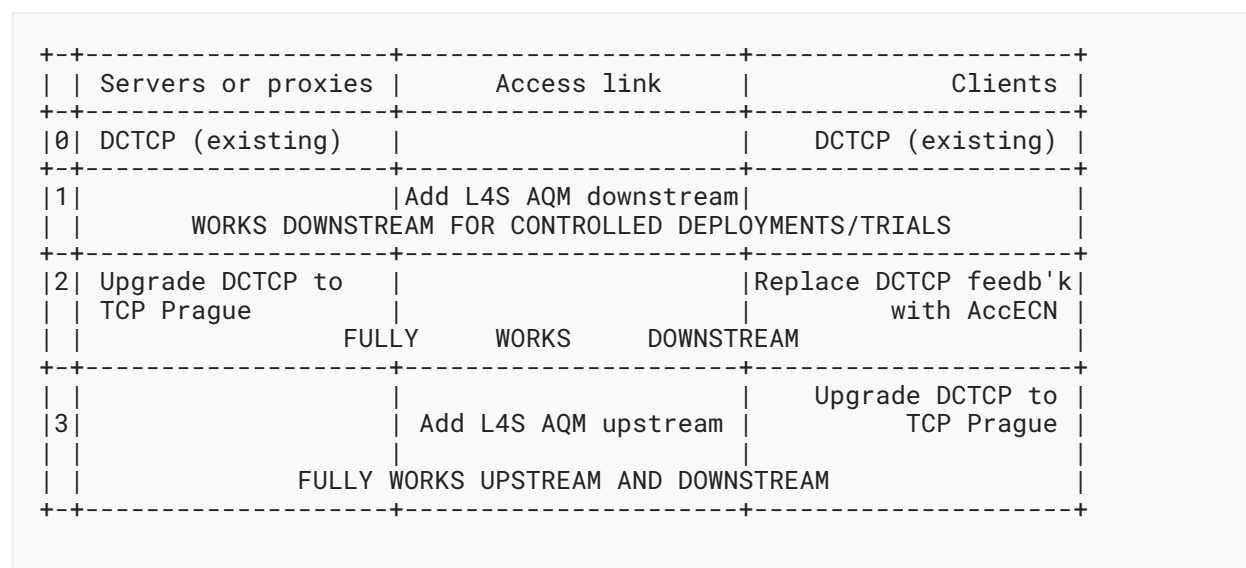 +-+--------------------+----------------------+---------------------+
| | Servers or proxies |      Access link     |             Clients |
+-+--------------------+----------------------+---------------------+
|0| DCTCP (existing)   |                      |    DCTCP (existing) |
+-+--------------------+----------------------+---------------------+
|1|                    |Add L4S AQM downstream|                     |
| |       WORKS DOWNSTREAM FOR CONTROLLED DEPLOYMENTS/TRIALS        |
+-+--------------------+----------------------+---------------------+
|2| Upgrade DCTCP to   |                      |Replace DCTCP feedb'k|
| | TCP Prague         |                      |         with AccECN |
| |                 FULLY     WORKS     DOWNSTREAM                  |
+-+--------------------+----------------------+---------------------+
| |                    |                      |    Upgrade DCTCP to |
|3|                    | Add L4S AQM upstream |          TCP Prague |
| |                    |                      |                     |
| |              FULLY WORKS UPSTREAM AND DOWNSTREAM                |
+-+--------------------+----------------------+---------------------+